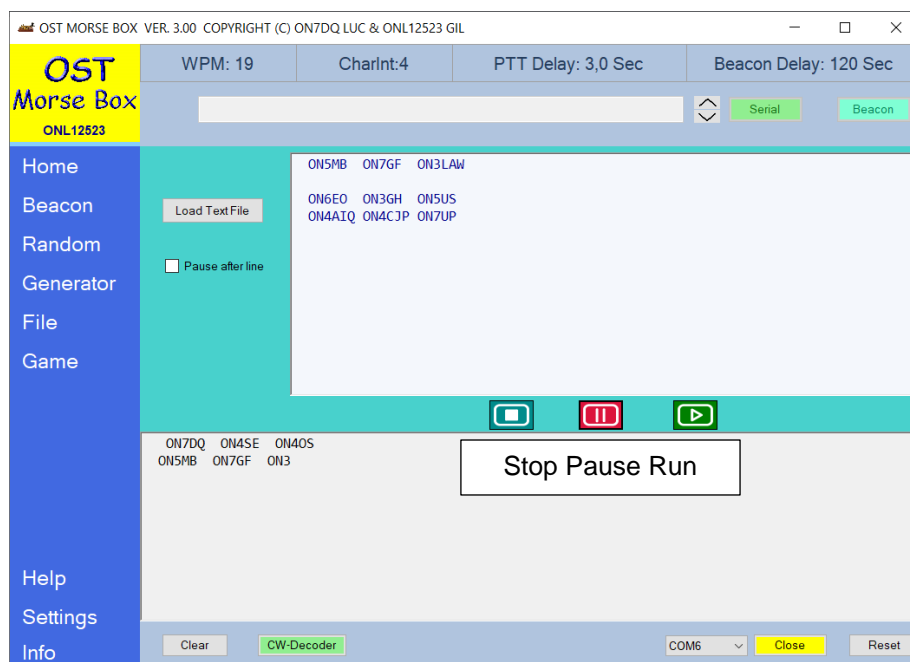 OST MORSE BOX VER. 3.00 COPYRIGHT (C) ON7DQ LUC & ONL12523 GIL
OST
Morse Box
ONL12523
WPM: 19 CharInt:4 PTT Delay: 3,0 Sec Beacon Delay: 120 Sec
Serial Beacon
Home
Beacon
Random
Generator
File
Game
Help
Settings
Info
Load Text File
Pause after line
ON5MB ON7GF ON3LAW
ON6EO ON3GH ON5US
ON4AIQ ON4CJP ON7UP
ON7DQ ON4SE ON4OS
ON5MB ON7GF ON3
Stop Pause Run
Clear CW-Decoder COM6 Close Reset